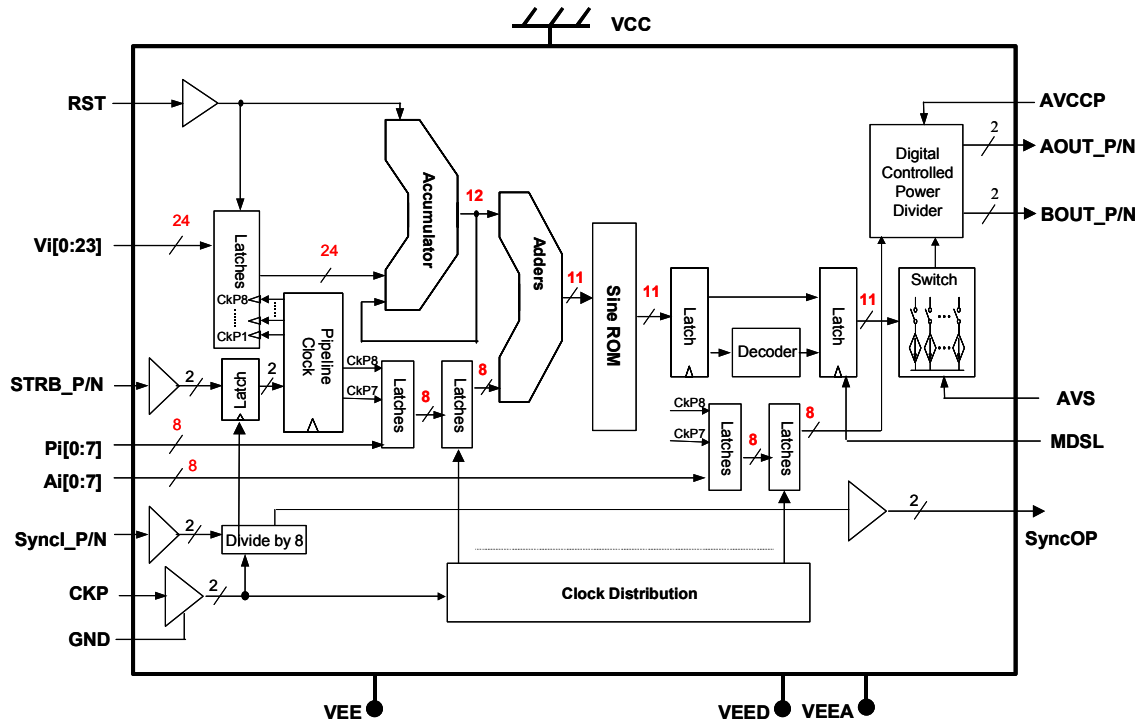 VCC
RST
AVCCP
2
AOUT_P/N
Digital
Controlled
Power
Divider
2
BOUT_P/N
Accumulator
12
24
Vi[0:23]
Latches
24
Adders
CkP8
CkP1
Pipeline
Clock
11
Sine ROM
11
Latch
Decoder
Latch
11
Switch
STRB_P/N
2
Latch
2
CkP8
CkP7
Latches
8
Latches
8
AVS
Pi[0:7]
8
CkP8
CkP7
Latches
8
Latches
8
MDSL
Ai[0:7]
8
SyncI_P/N
2
Divide by 8
2
SyncOP
CKP
2
Clock Distribution
GND
VEE
VEED
VEEA